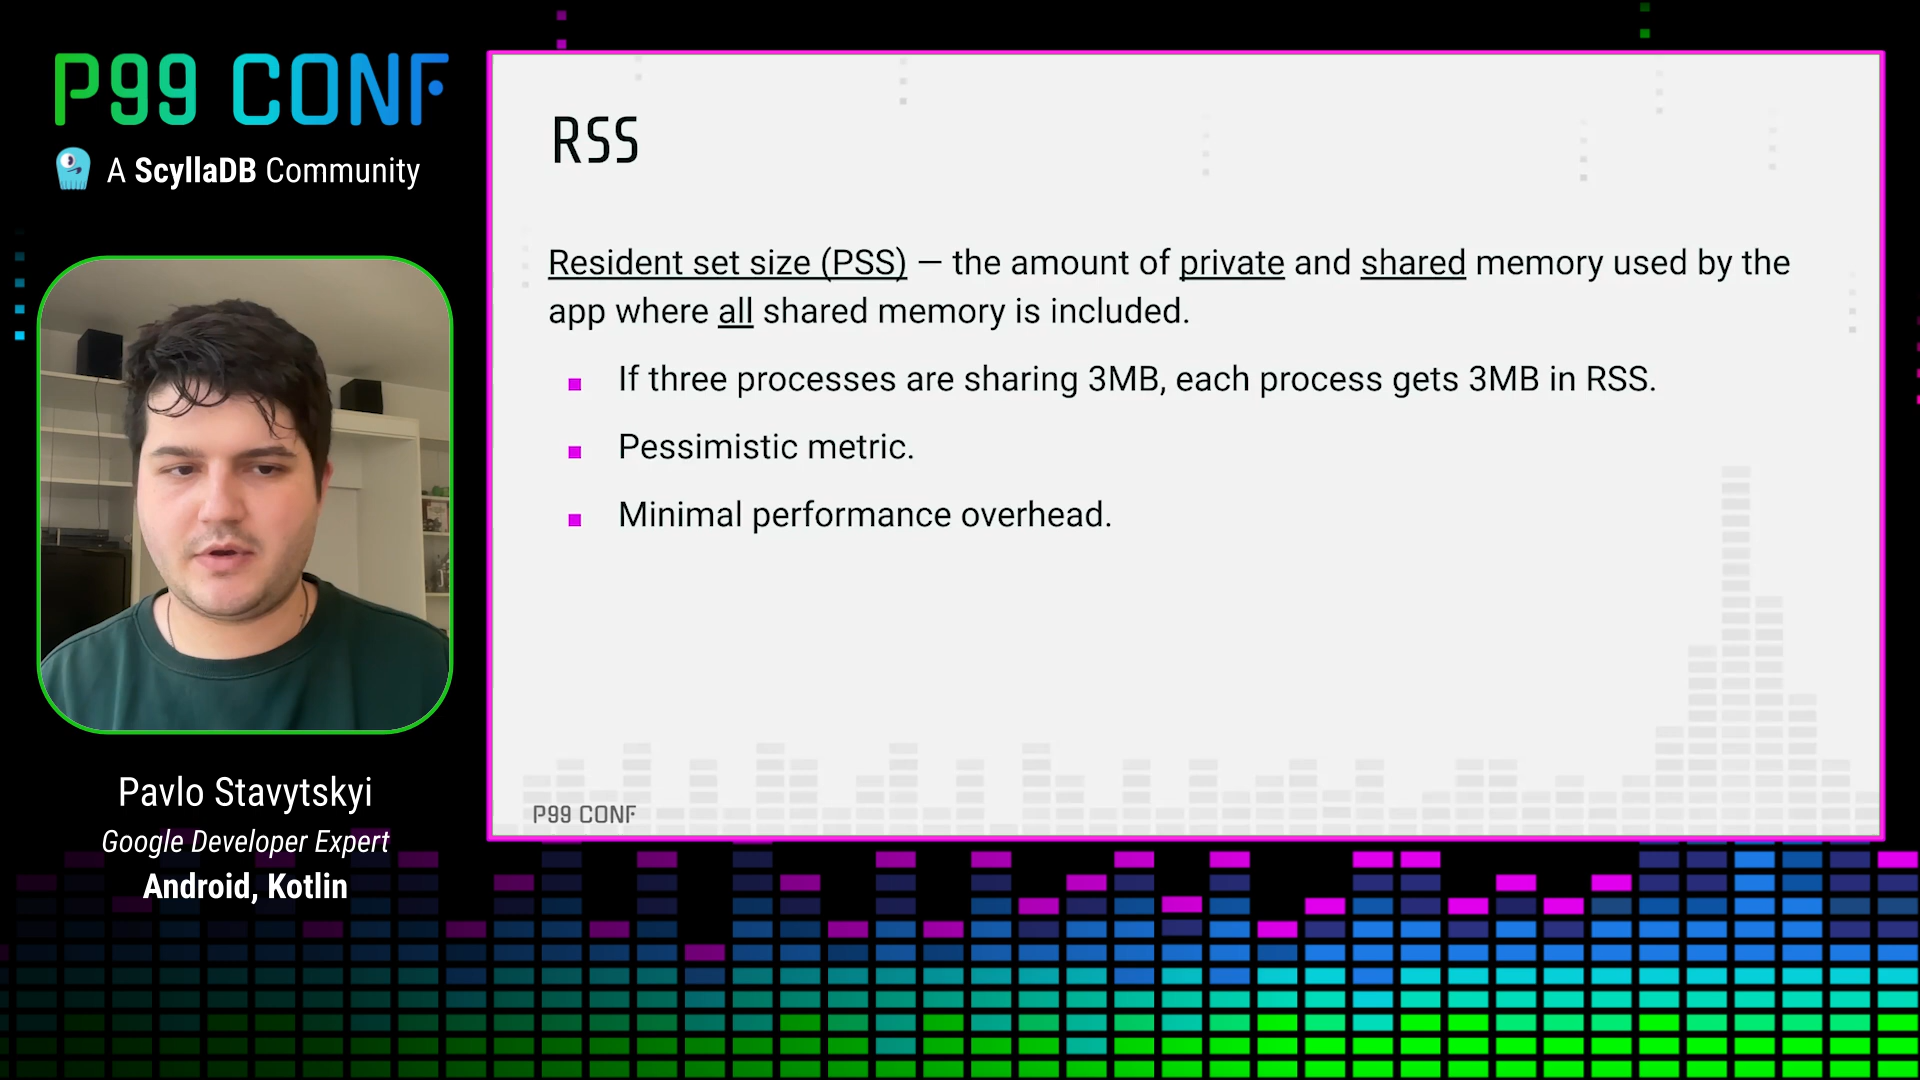 P99 CONF
A ScyllaDB Community
RSS
Resident set size (PSS) — the amount of private and shared memory used by the
app where all shared memory is included.
If three processes are sharing 3MB, each process gets 3MB in RSS.
Pessimistic metric.
Minimal performance overhead.
P99 CONF
Pavlo Stavytskyi
Google Developer Expert
Android, Kotlin